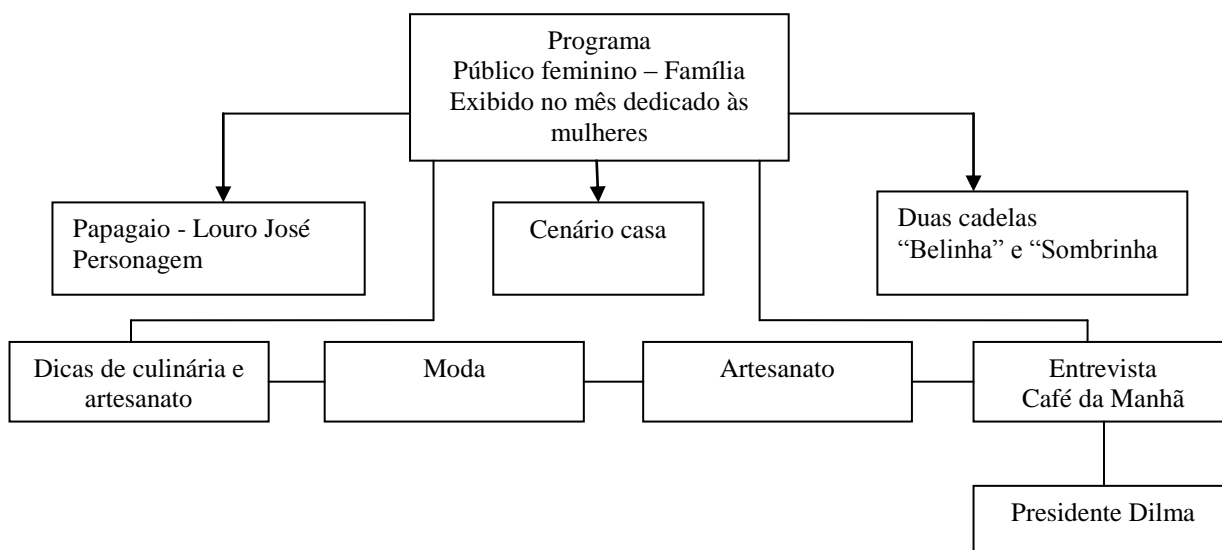 Programa
Público feminino – Família
Exibido no mês dedicado às
mulheres
Papagaio - Louro José
Personagem
Cenário casa
Duas cadelas
“Belinha” e “Sombrinha
Dicas de culinária e
artesanato
Moda
Artesanato
Entrevista
Café da Manhã
Presidente Dilma